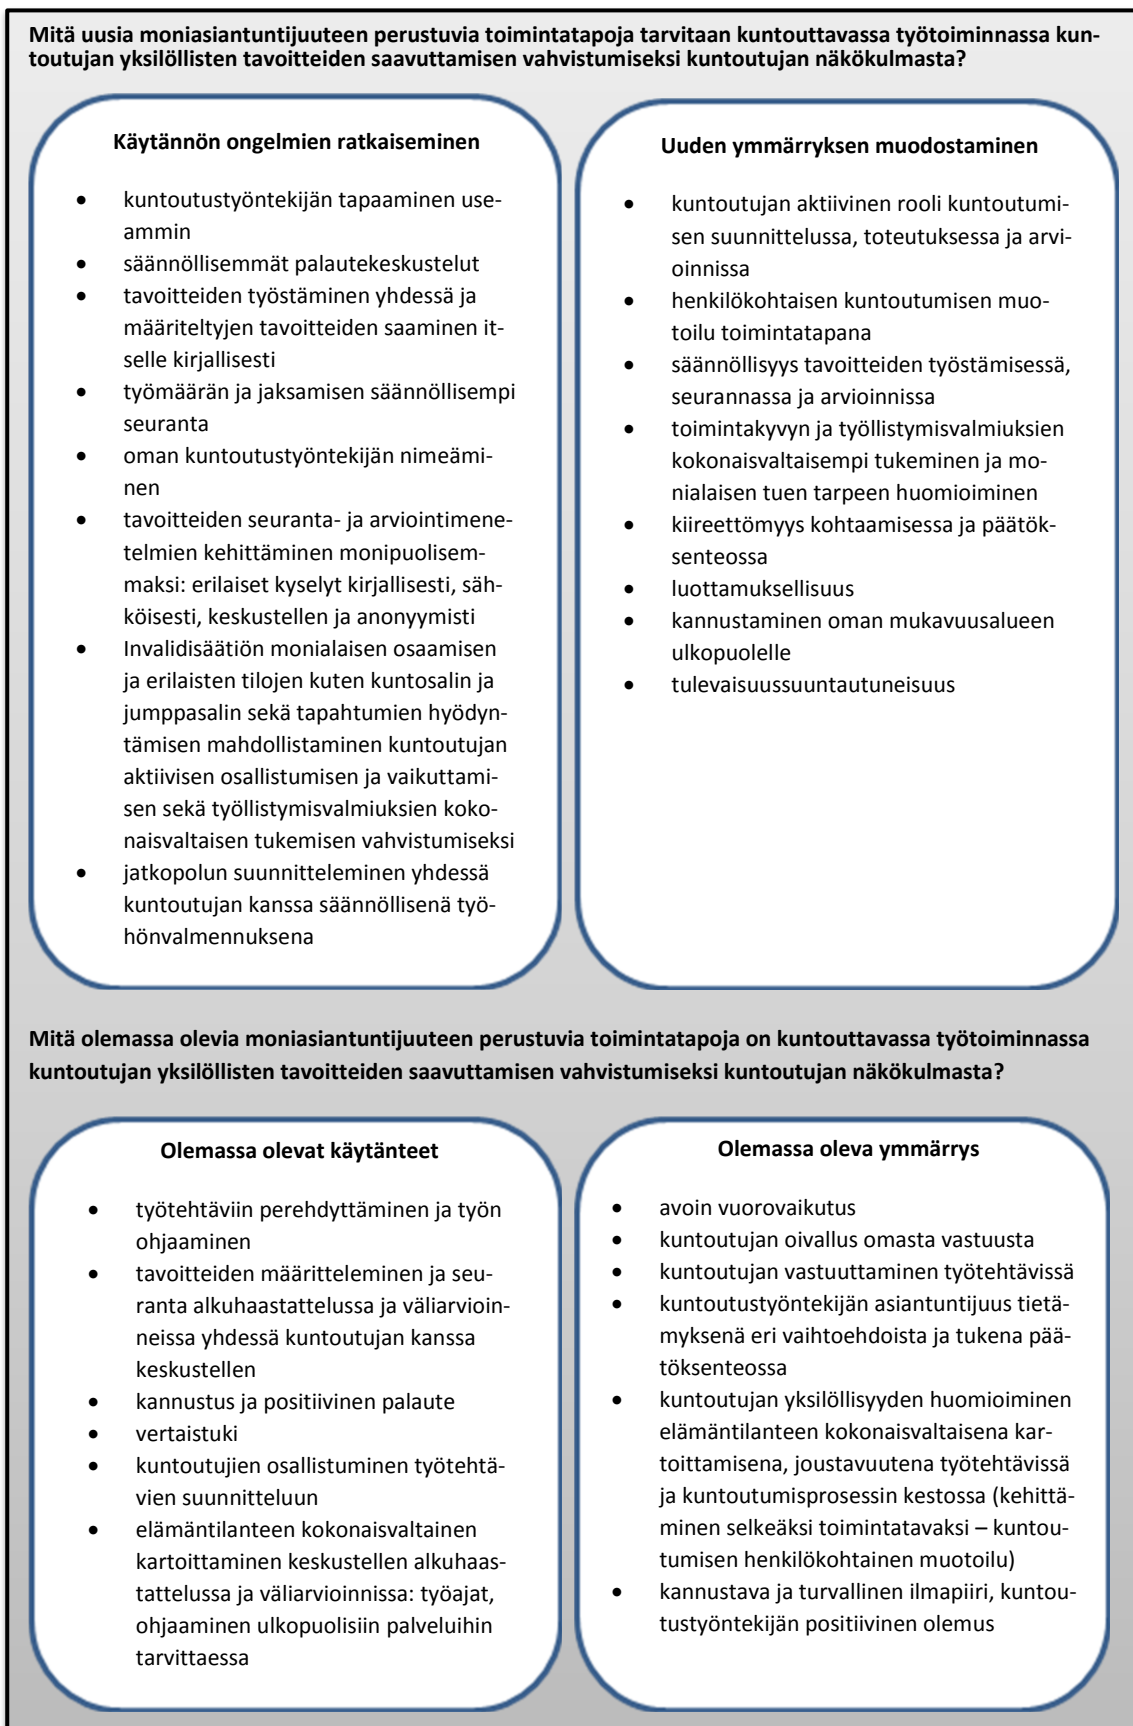 Mitä uusia moniasiantuntijuuteen perustuvia toimintatapoja tarvitaan kuntouttavassa työtoiminnassa kun-
toutujan yksilöllisten tavoitteiden saavuttamisen vahvistumiseksi kuntoutujan näkökulmasta?
Käytännön ongelmien ratkaiseminen
• kuntoutustyöntekijän tapaaminen use-
ammin
• säännöllisemmät palautekeskustelut
• tavoitteiden työstäminen yhdessä ja
määriteltyjen tavoitteiden saaminen it-
selle kirjallisesti
• työmäärän ja jaksamisen säännöllisempi
seuranta
• oman kuntoutustyöntekijän nimeämi-
nen
• tavoitteiden seuranta- ja arviointimene-
telmien kehittäminen monipuolisem-
maksi: erilaiset kyselyt kirjallisesti, säh-
köisesti, keskustellen ja anonyymisti
• Invalidisäätiön monialaisen osaamisen
ja erilaisten tilojen kuten kuntosalin ja
jumppasalin sekä tapahtumien hyödyn-
tämisen mahdollistaminen kuntoutujan
aktiivisen osallistumisen ja vaikuttami-
sen sekä työllistymisvalmiuksien koko-
naisvaltaisen tukemisen vahvistumiseksi
• jatkopolun suunnitteleminen yhdessä
kuntoutujan kanssa säännöllisenä työ-
hönvalmennuksena
Uuden ymmärryksen muodostaminen
• kuntoutujan aktiivinen rooli kuntoutumi-
sen suunnittelussa, toteutuksessa ja arvi-
oinnissa
• henkilökohtaisen kuntoutumisen muo-
toilu toimintatapana
• säännöllisyys tavoitteiden työstämisessä,
seurannassa ja arvioinnissa
• toimintakyvyn ja työllistymisvalmiuksien
kokonaisvaltaisempi tukeminen ja mo-
nialaisen tuen tarpeen huomioiminen
• kiireettömyys kohtaamisessa ja päätök-
senteossa
• luottamuksellisuus
• kannustaminen oman mukavuusalueen
ulkopuolelle
• tulevaisuussuuntautuneisuus
Mitä olemassa olevia moniasiantuntijuuteen perustuvia toimintatapoja on kuntouttavassa työtoiminnassa
kuntoutujan yksilöllisten tavoitteiden saavuttamisen vahvistumiseksi kuntoutujan näkökulmasta?
Olemassa olevat käytänteet
• työtehtäviin perehdyttäminen ja työn
ohjaaminen
• tavoitteiden määritteleminen ja seu-
ranta alkuhaastattelussa ja väliarvioin-
neissa yhdessä kuntoutujan kanssa
keskustellen
• kannustus ja positiivinen palaute
• vertaistuki
• kuntoutujien osallistuminen työtehtä-
vien suunnitteluun
• elämäntilanteen kokonaisvaltainen
kartoittaminen keskustellen alkuhaas-
tattelussa ja väliarvioinnissa: työajat,
ohjaaminen ulkopuolisiin palveluihin
tarvittaessa
Olemassa oleva ymmärrys
• avoin vuorovaikutus
• kuntoutujan oivallus omasta vastuusta
• kuntoutujan vastuuttaminen työtehtävissä
• kuntoutustyöntekijän asiantuntijuus tietä-
myksenä eri vaihtoehdoista ja tukena pää-
töksenteossa
• kuntoutujan yksilöllisyyden huomioiminen
elämäntilanteen kokonaisvaltaisena kar-
toittamisena, joustavuutena työtehtävissä
ja kuntoutumisprosessin kestossa (kehittä-
minen selkeäksi toimintatavaksi – kuntou-
tumisen henkilökohtainen muotoilu)
• kannustava ja turvallinen ilmapiiri, kuntou-
tustyöntekijän positiivinen olemus